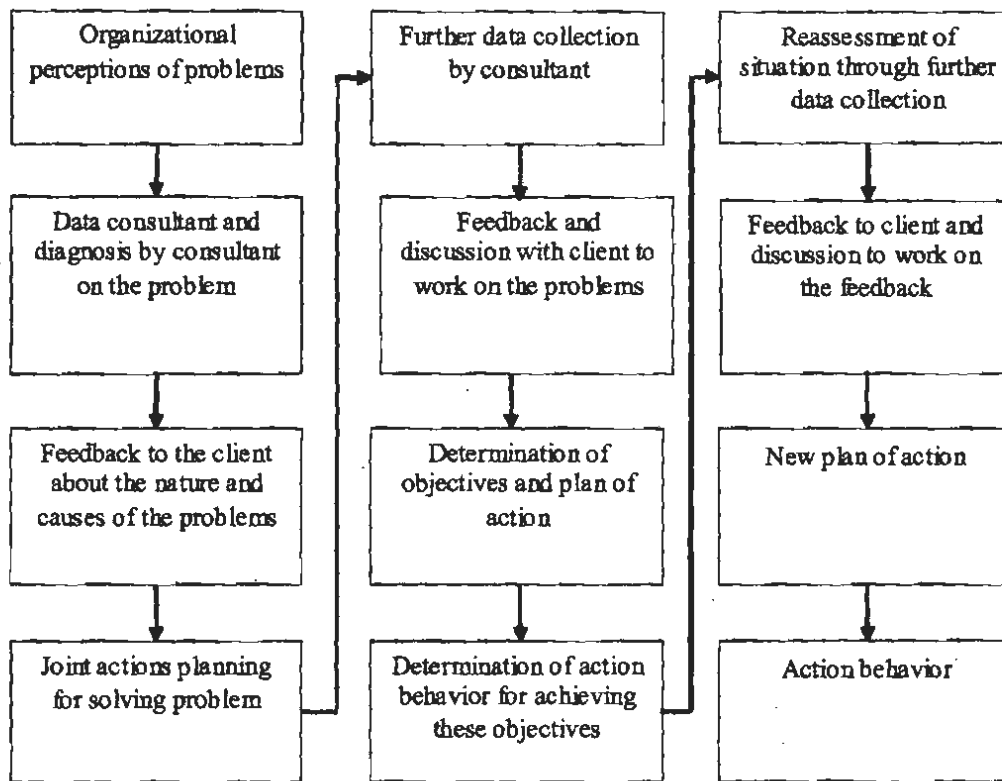 Organizational
perceptions of problems
Data consultant and
diagnosis by consultant
on the problem
Feedback to the client
about the nature and
causes of the problems
Joint actions planning
for solving problem
Further data collection
by consultant
Feedback and
discussion with client to
work on the problems
Determination of
objectives and plan of
action
Determination of action
behavior for achieving
these objectives
Reassessment of
situation through further
data collection
Feedback to client and
discussion to work on
the feedback
New plan of action
Action behavior